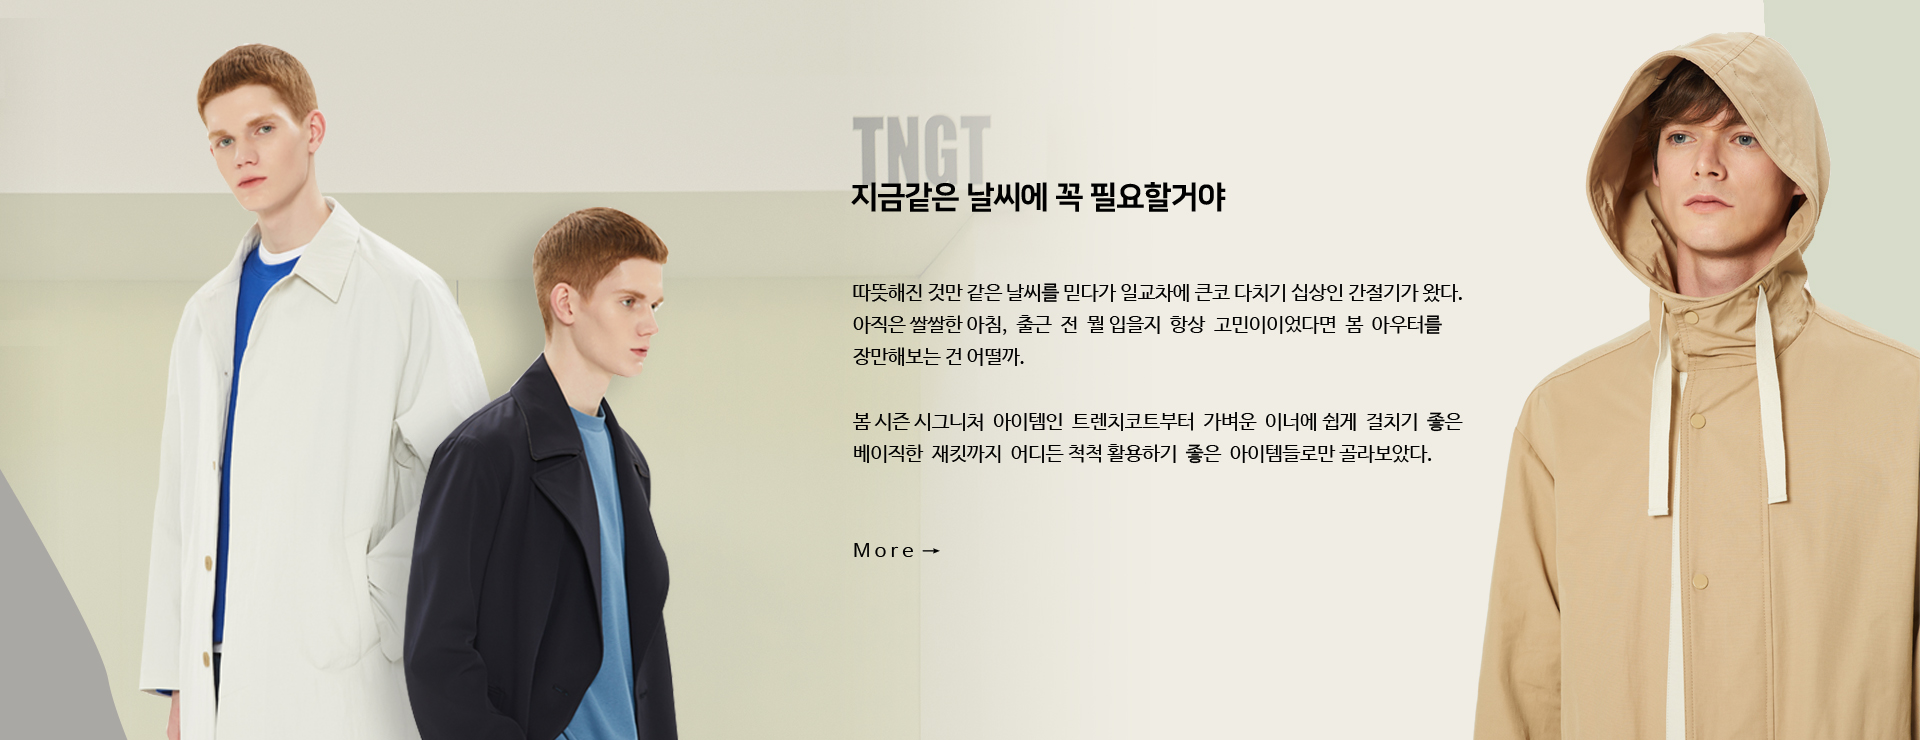 TNGT
지금같은 날씨에 꼭 필요할거야
따뜻해진 것만 같은 날씨를 믿다가 일교차에 큰코 다치기 십상인 간절기가 왔다.
아직은 쌀쌀한 아침, 출근 전 뭘 입을지 항상 고민이이었다면 봄 아우터를
장만해보는 건 어떨까.
봄 시즌 시그니처 아이템인 트렌치코트부터 가벼운 이너에 쉽게 걸치기 좋은
베이직한 재킷까지 어디든 척척 활용하기 좋은 아이템들로만 골라보았다.
More →